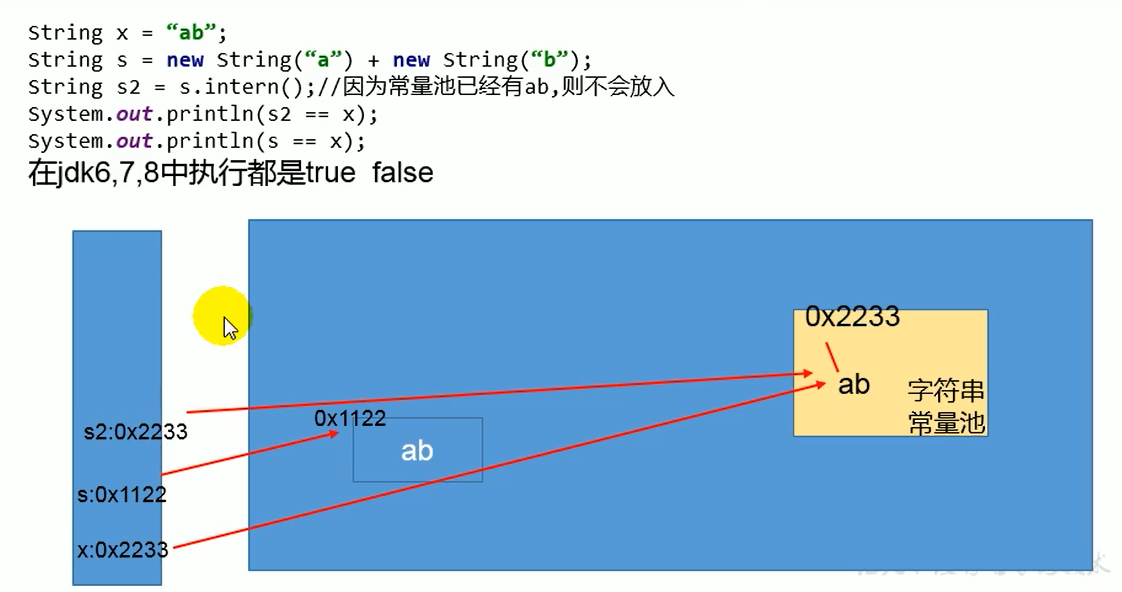 String x = “ab”;
String s = new String(“a”) + new String(“b”);
String s2 = s.intern();//因为常量池已经有ab,则不会放入
System.out.println(s2 == x);
System.out.println(s == x);
在jdk6,7,8中执行都是true false
0x2233
ab
字符串
常量池
0x1122
ab
s2:0x2233
s:0x1122
x:0x2233